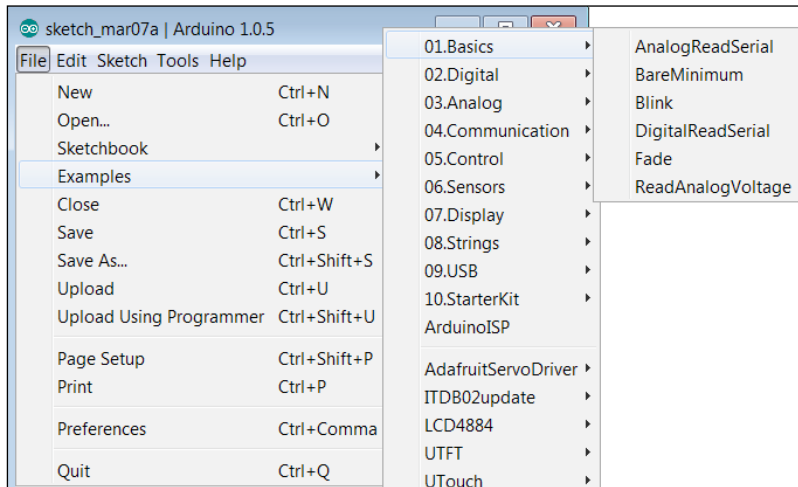 sketch_mar07a | Arduino 1.0.5
File Edit Sketch Tools Help
New Ctrl+N
Open... Ctrl+O
Sketchbook
Examples
Close Ctrl+W
Save Ctrl+S
Save As... Ctrl+Shift+S
Upload Ctrl+U
Upload Using Programmer Ctrl+Shift+U
Page Setup Ctrl+Shift+P
Print Ctrl+P
Preferences Ctrl+Comma
Quit Ctrl+Q
01.Basics
02.Digital
03.Analog
04.Communication
05.Control
06.Sensors
07.Display
08.Strings
09.USB
10.StarterKit
ArduinoISP
AdafruitServoDriver
ITDB02update
LCD4884
UTFT
UTouch
AnalogReadSerial
BareMinimum
Blink
DigitalReadSerial
Fade
ReadAnalogVoltage